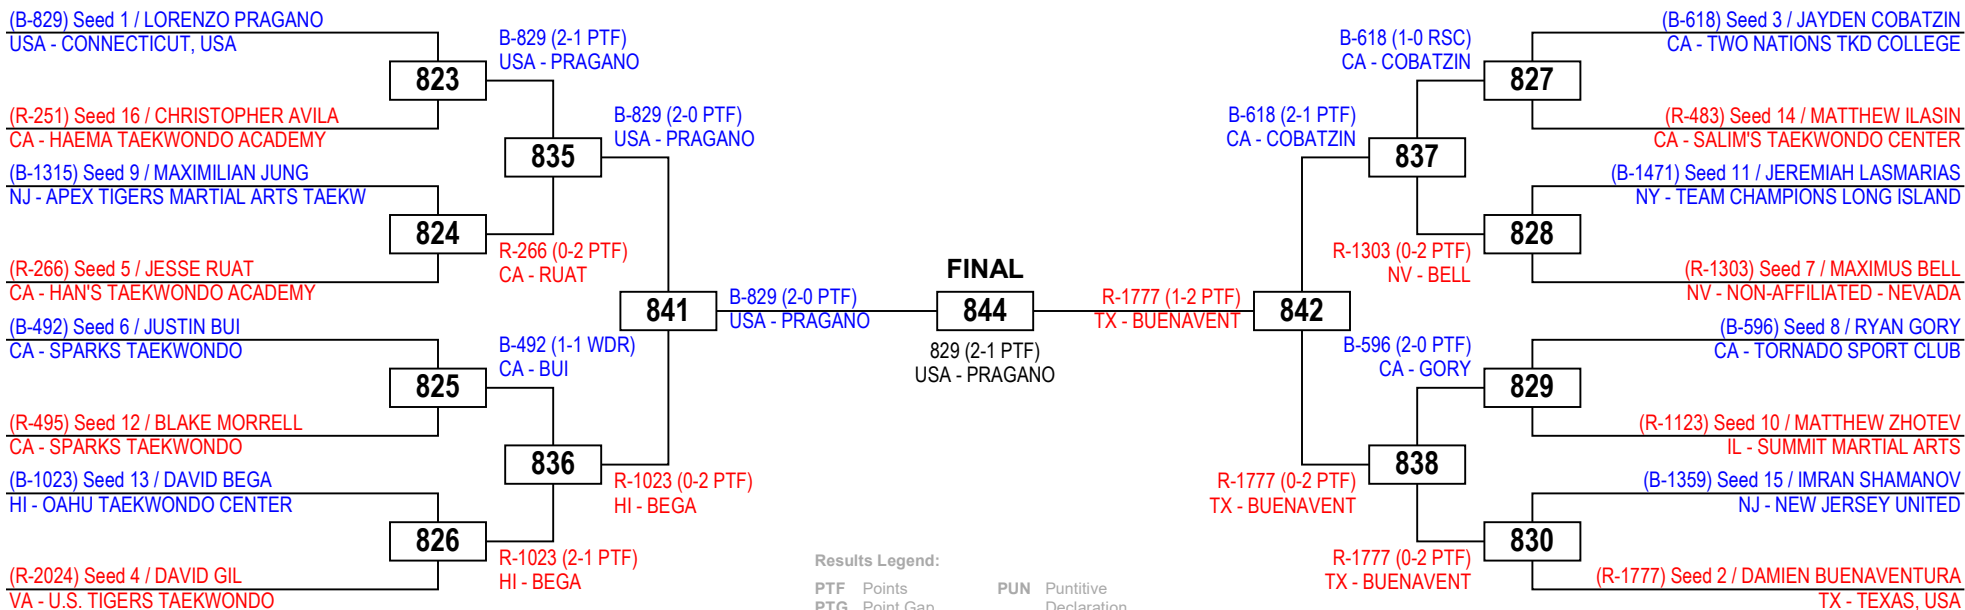 (B-829) Seed 1 / LORENZO PRAGANO
USA - CONNECTICUT, USA
823
(R-251) Seed 16 / CHRISTOPHER AVILA
CA - HAEMA TAEKWONDO ACADEMY
(B-1315) Seed 9 / MAXIMILIAN JUNG
NJ - APEX TIGERS MARTIAL ARTS TAEKW
824
(R-266) Seed 5 / JESSE RUAT
CA - HAN'S TAEKWONDO ACADEMY
(B-492) Seed 6 / JUSTIN BUI
CA - SPARKS TAEKWONDO
825
(R-495) Seed 12 / BLAKE MORRELL
CA - SPARKS TAEKWONDO
(B-1023) Seed 13 / DAVID BEGA
HI - OAHU TAEKWONDO CENTER
826
(R-2024) Seed 4 / DAVID GIL
VA - U.S. TIGERS TAEKWONDO
B-829 (2-1 PTF)
USA - PRAGANO
835
R-266 (0-2 PTF)
CA - RUAT
B-492 (1-1 WDR)
CA - BUI
836
R-1023 (2-1 PTF)
HI - BEGA
B-829 (2-0 PTF)
USA - PRAGANO
841
R-1023 (0-2 PTF)
HI - BEGA
B-829 (2-0 PTF)
USA - PRAGANO
FINAL
844
829 (2-1 PTF)
USA - PRAGANO
R-1777 (1-2 PTF)
TX - BUENAVENT
842
B-618 (2-1 PTF)
CA - COBATZIN
R-1777 (0-2 PTF)
TX - BUENAVENT
B-618 (1-0 RSC)
CA - COBATZIN
837
R-1303 (0-2 PTF)
NV - BELL
B-596 (2-0 PTF)
CA - GORY
838
R-1777 (0-2 PTF)
TX - BUENAVENT
(B-618) Seed 3 / JAYDEN COBATZIN
CA - TWO NATIONS TKD COLLEGE
827
(R-483) Seed 14 / MATTHEW ILASIN
CA - SALIM'S TAEKWONDO CENTER
(B-1471) Seed 11 / JEREMIAH LASMARIAS
NY - TEAM CHAMPIONS LONG ISLAND
828
(R-1303) Seed 7 / MAXIMUS BELL
NV - NON-AFFILIATED - NEVADA
(B-596) Seed 8 / RYAN GORY
CA - TORNADO SPORT CLUB
829
(R-1123) Seed 10 / MATTHEW ZHOTEV
IL - SUMMIT MARTIAL ARTS
(B-1359) Seed 15 / IMRAN SHAMANOV
NJ - NEW JERSEY UNITED
830
(R-1777) Seed 2 / DAMIEN BUENAVENTURA
TX - TEXAS, USA
Results Legend:
PTF Points PUN Puntitive
PTG Point Gap Declaration